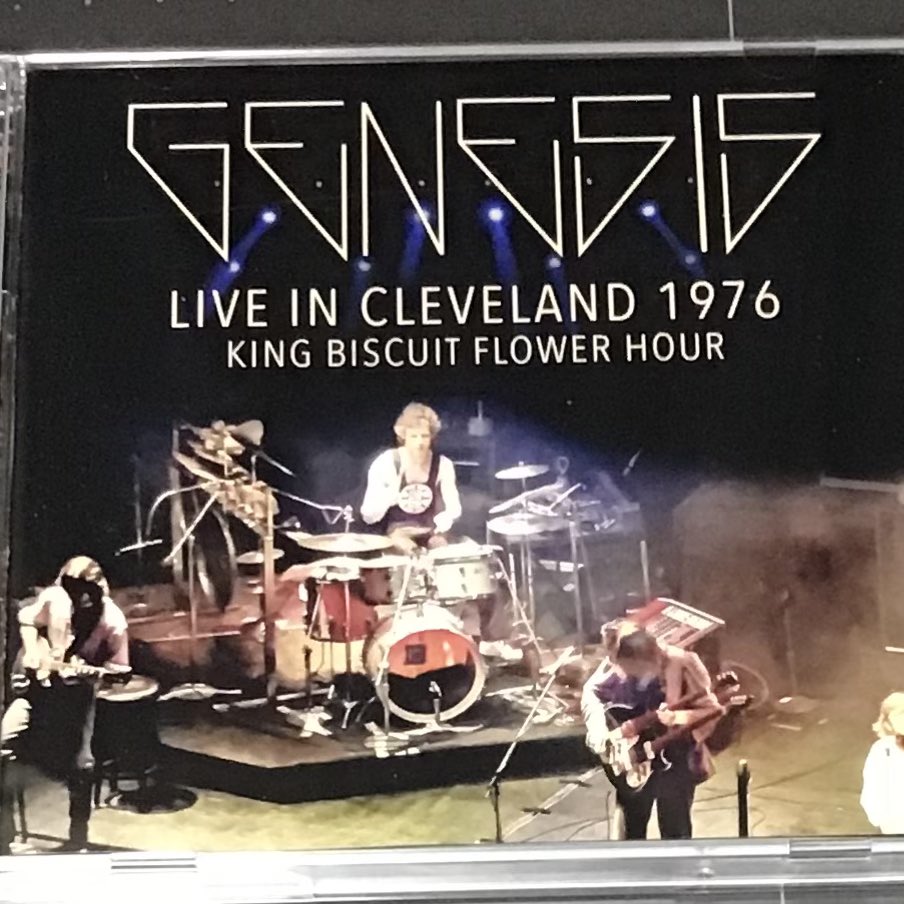 GENESIS
LIVE IN CLEVELAND 1976
KING BISCUIT FLOWER HOUR